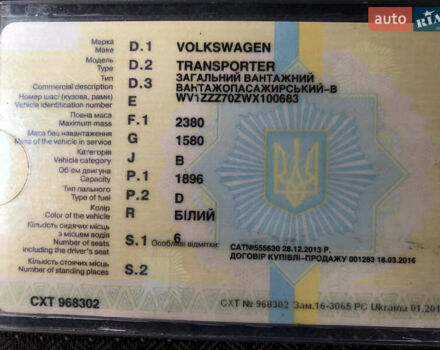 auto RIA
Марка
Make D.1 VOLKSWAGEN
Модель
Type D.2 TRANSPORTER
Тип
Commercial description D.3 ЗАГАЛЬНИЙ ВАНТАЖНИЙ
ВАНТАЖОПАСАЖИРСЬКИЙ-В
Номер шасі (кузова, рами)
Vehicle identification number E WV1ZZZ70ZWX100683
Повна маса
Maximum mass F.1 2380
Маса без навантаження
Mass of the vehicle in service G 1580
Категорія
Vehicle category J B
Об'єм двигуна
Capacity P.1 1896
Тип пального
Type of fuel P.2 D
Колір
Color of the vehicle R БІЛИЙ
Кількість сидячих місць
з місцем водія
Number of seats
including the driver's seat S.1 6 Особливі відмітки:
Кількість стоячих місць
Number of standing places S.2
САТ№555630 28.12.2013 Р.
ДОГОВІР КУПІВЛІ-ПРОДАЖУ 001283 18.03.2016
СХТ 968302
СХТ № 968302 Зам.16-3065 PC Ukraina 01.201